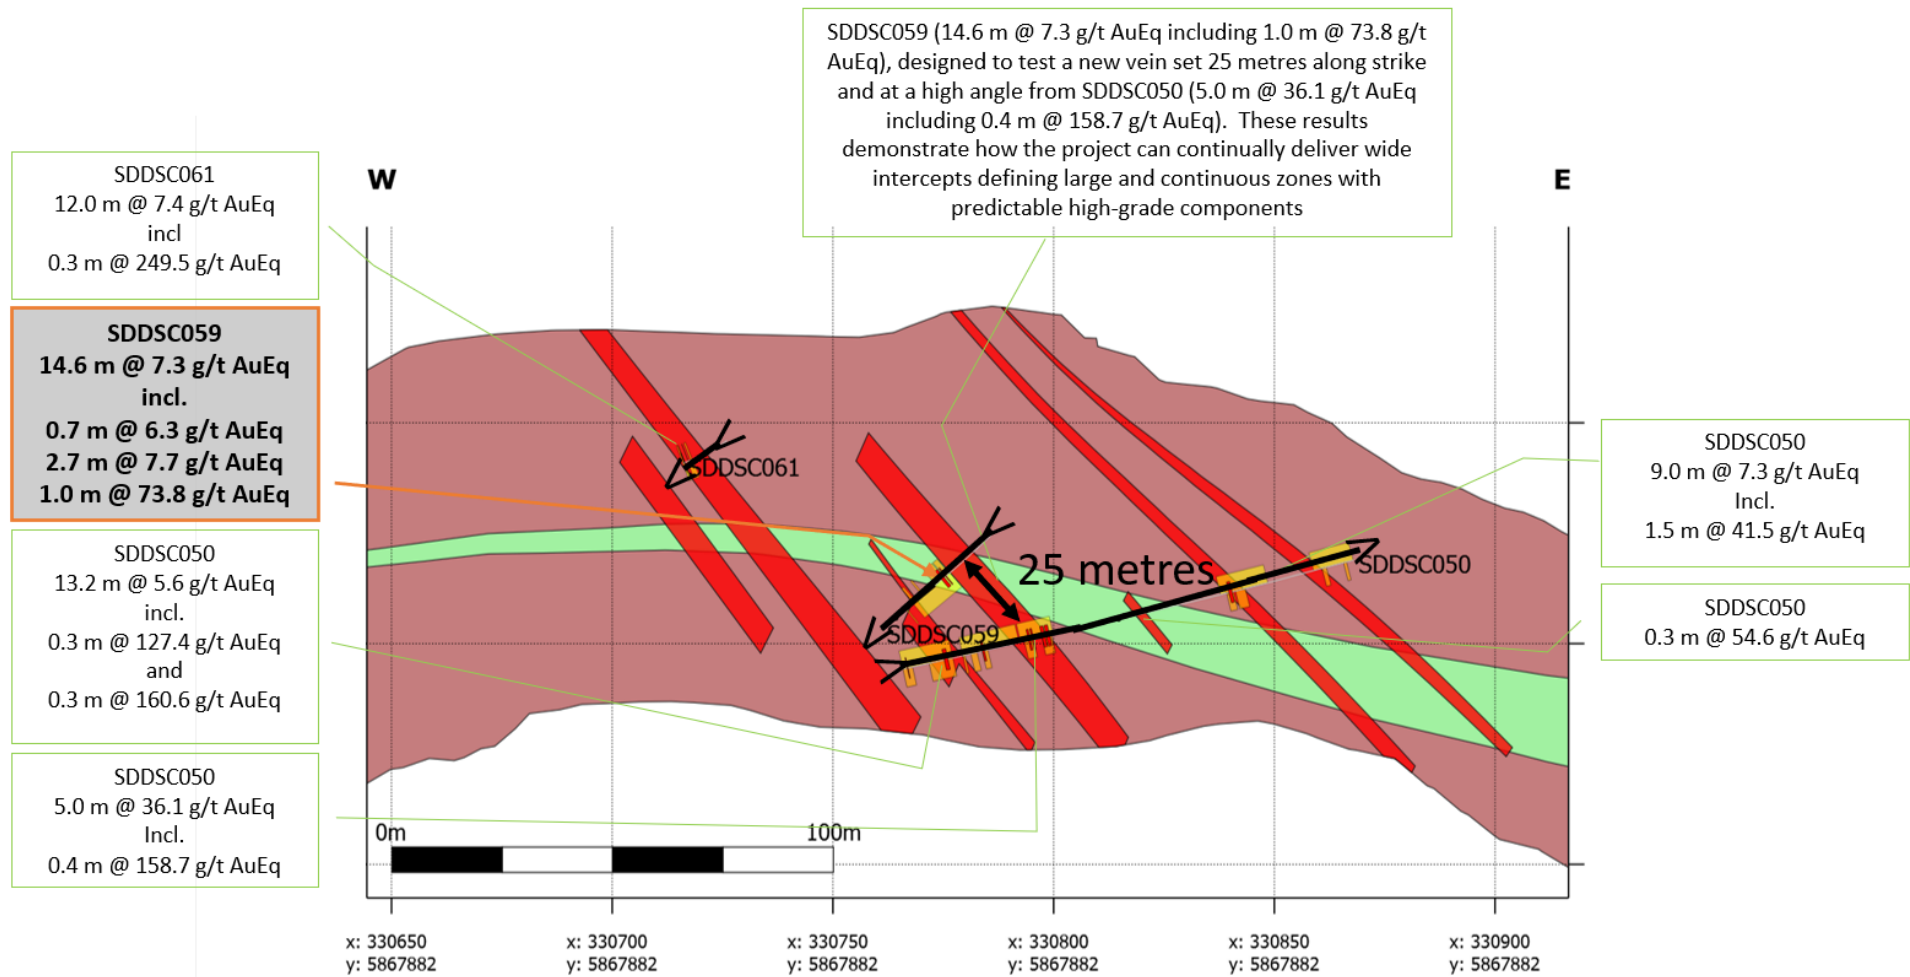 SDDSC059 (14.6 m @ 7.3 g/t AuEq including 1.0 m @ 73.8 g/t
AuEq), designed to test a new vein set 25 metres along strike
and at a high angle from SDDSC050 (5.0 m @ 36.1 g/t AuEq
including 0.4 m @ 158.7 g/t AuEq).  These results
demonstrate how the project can continually deliver wide
intercepts defining large and continuous zones with
predictable high-grade components
SDDSC061
12.0 m @ 7.4 g/t AuEq
incl
0.3 m @ 249.5 g/t AuEq
SDDSC059
14.6 m @ 7.3 g/t AuEq
incl.
0.7 m @ 6.3 g/t AuEq
2.7 m @ 7.7 g/t AuEq
1.0 m @ 73.8 g/t AuEq
SDDSC050
13.2 m @ 5.6 g/t AuEq
incl.
0.3 m @ 127.4 g/t AuEq
and
0.3 m @ 160.6 g/t AuEq
SDDSC050
5.0 m @ 36.1 g/t AuEq
Incl.
0.4 m @ 158.7 g/t AuEq
W
E
SDDSC061
25 metres
SDDSC050
SDDSC059
SDDSC050
9.0 m @ 7.3 g/t AuEq
Incl.
1.5 m @ 41.5 g/t AuEq
SDDSC050
0.3 m @ 54.6 g/t AuEq
0m
100m
x: 330650
y: 5867882
x: 330700
y: 5867882
x: 330750
y: 5867882
x: 330800
y: 5867882
x: 330850
y: 5867882
x: 330900
y: 5867882